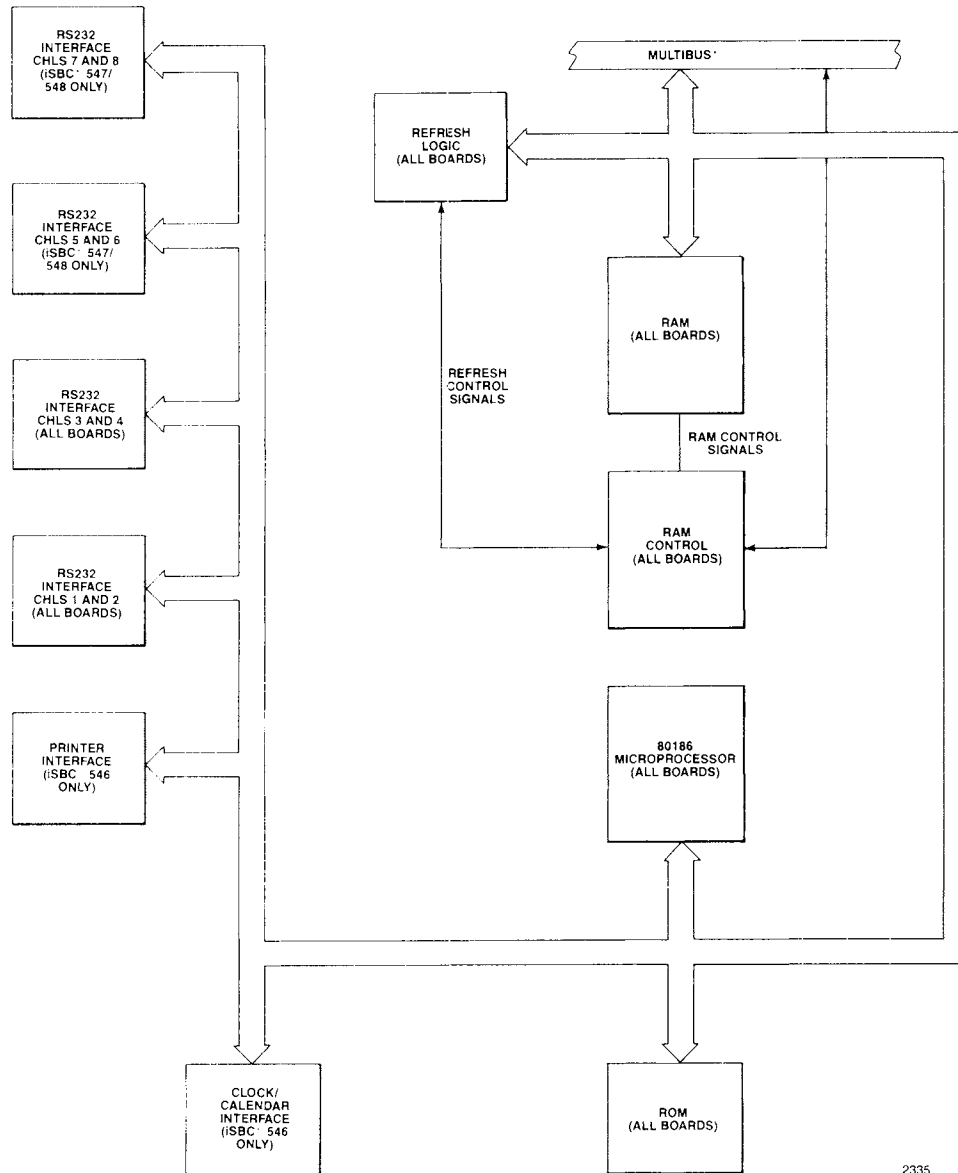 RS232
INTERFACE
CHLS 7 AND 8
(iSBC® 547/
548 ONLY)
MULTIBUS®
REFRESH
LOGIC
(ALL BOARDS)
RS232
INTERFACE
CHLS 5 AND 6
(iSBC® 547/
548 ONLY)
RAM
(ALL BOARDS)
RS232
INTERFACE
CHLS 3 AND 4
(ALL BOARDS)
REFRESH
CONTROL
SIGNALS
RAM CONTROL
SIGNALS
RAM
CONTROL
(ALL BOARDS)
RS232
INTERFACE
CHLS 1 AND 2
(ALL BOARDS)
PRINTER
INTERFACE
(iSBC® 546
ONLY)
80186
MICROPROCESSOR
(ALL BOARDS)
CLOCK/
CALENDAR
INTERFACE
(iSBC® 546
ONLY)
ROM
(ALL BOARDS)
2335